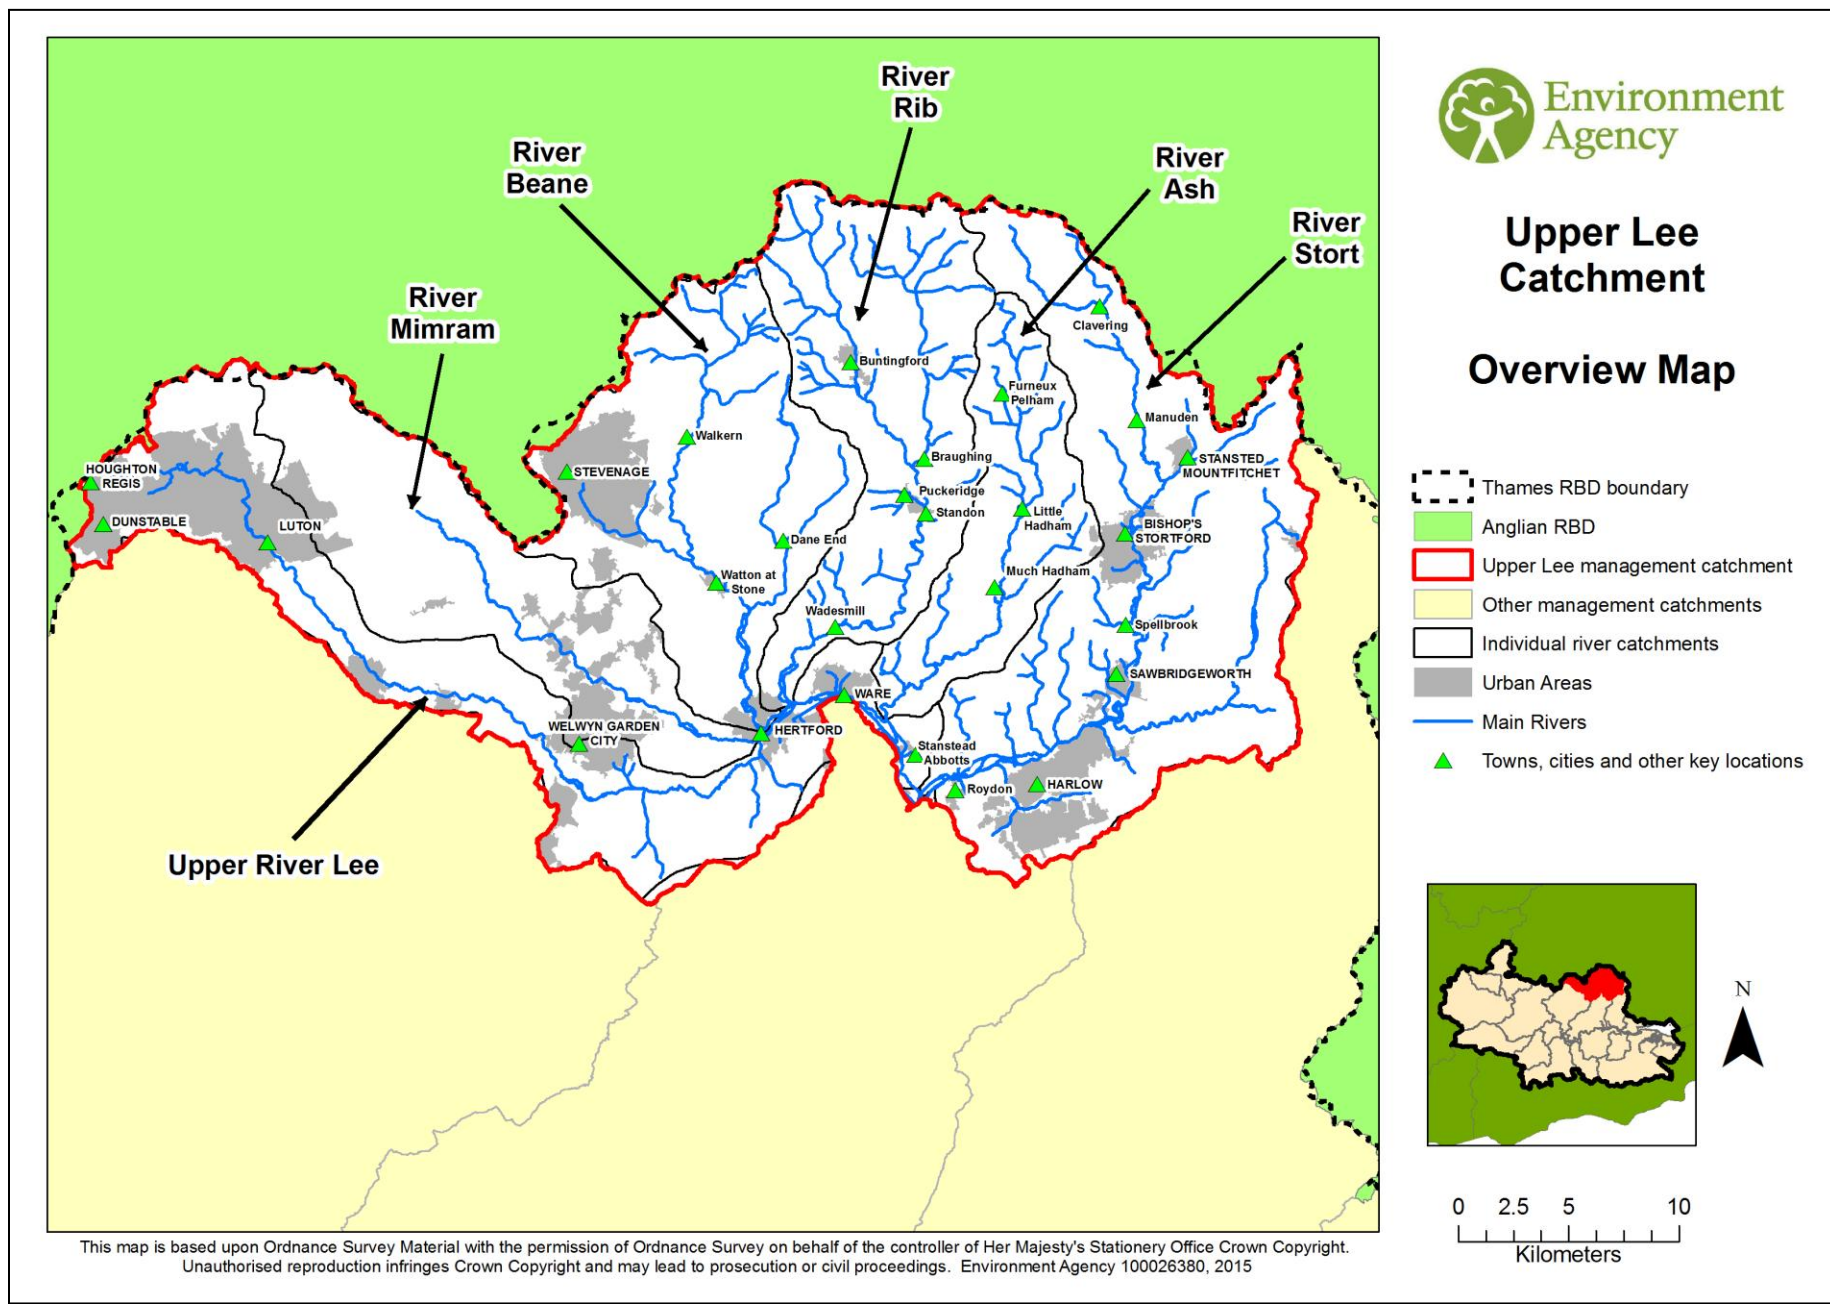 River
Rib
River
Beane
River
Ash
River
Stort
River
Mimram
Clavering
Buntingford
Furneux
Pelham
Manuden
Walkern
Braughing
STANSTED
MOUNTFITCHET
HOUGHTON
REGIS
STEVENAGE
Puckeridge
Standon
Little
Hadham
BISHOP'S
STORTFORD
DUNSTABLE
LUTON
Dane End
Watton at
Stone
Much Hadham
Wadesmill
Spellbrook
SAWBRIDGEWORTH
WARE
WELWYN GARDEN
CITY
HERTFORD
Stanstead
Abbotts
Roydon
HARLOW
Upper River Lee
Environment
Agency
Upper Lee
Catchment
Overview Map
Thames RBD boundary
Anglian RBD
Upper Lee management catchment
Other management catchments
Individual river catchments
Urban Areas
Main Rivers
Towns, cities and other key locations
N
0 2.5 5 10
Kilometers
This map is based upon Ordnance Survey Material with the permission of Ordnance Survey on behalf of the controller of Her Majesty's Stationery Office Crown Copyright.
Unauthorised reproduction infringes Crown Copyright and may lead to prosecution or civil proceedings. Environment Agency 100026380, 2015